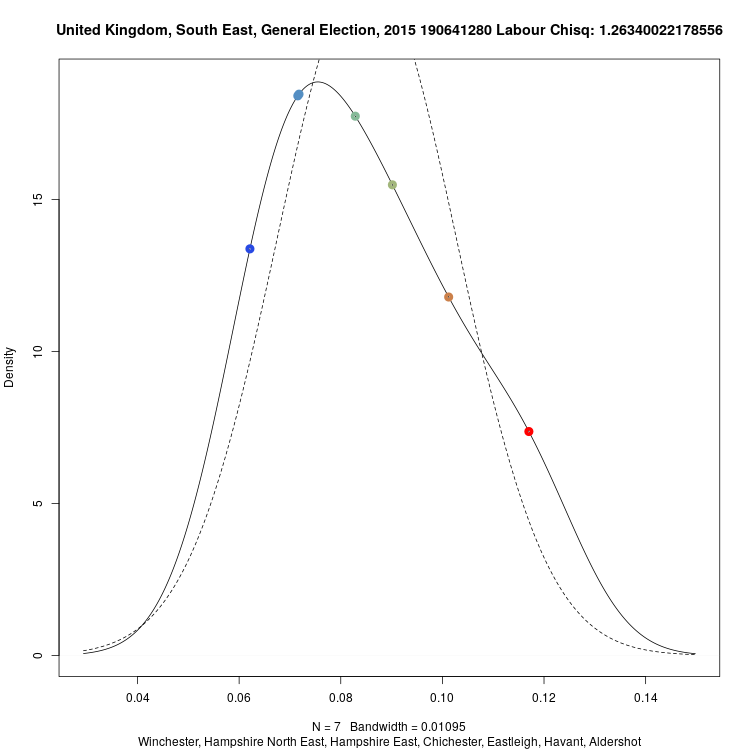 United Kingdom, South East, General Election, 2015 190641280 Labour Chisq: 1.26340022178556
Density
15
10
5
0
0.04 0.06 0.08 0.10 0.12 0.14
N = 7 Bandwidth = 0.01095
Winchester, Hampshire North East, Hampshire East, Chichester, Eastleigh, Havant, Aldershot